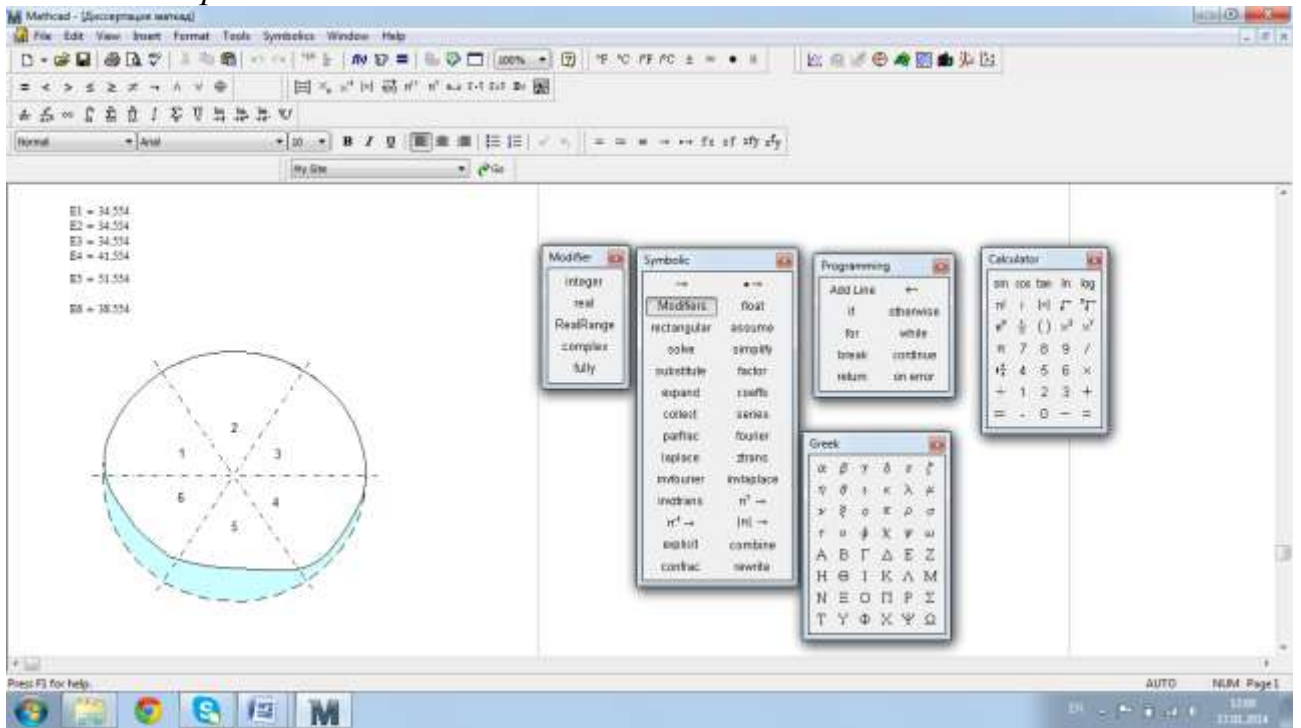 Mathcad - [Диссертация маткад]
File Edit View Insert Format Tools Symbolics Window Help
100%
Normal Arial 10 B I U
My Site Go
E1 = 34.554
E2 = 34.554
E3 = 34.554
E4 = 41.554
E5 = 51.554
E6 = 38.554
2
1 3
6 4
5
Modifier
integer
real
RealRange
complex
fully
Symbolic
Modifiers float
rectangular assume
solve simplify
substitute factor
expand coeffs
collect series
parfrac fourier
laplace ztrans
invfourier invlaplace
invztrans
explicit combine
confrac rewrite
Programming
Add Line ←
if otherwise
for while
break continue
return on error
Greek
α β γ δ ε ζ
η θ ι κ λ μ
ν ξ ο π ρ σ
τ υ ϕ χ ψ ω
Α Β Γ Δ Ε Ζ
Η Θ Ι Κ Λ Μ
Ν Ξ Ο Π Ρ Σ
Τ Υ Φ Χ Ψ Ω
Calculator
sin cos tan ln log
π 7 8 9 /
4 5 6 ×
÷ 1 2 3 +
= . 0 − =
Press F1 for help.
AUTO NUM Page 1
EN